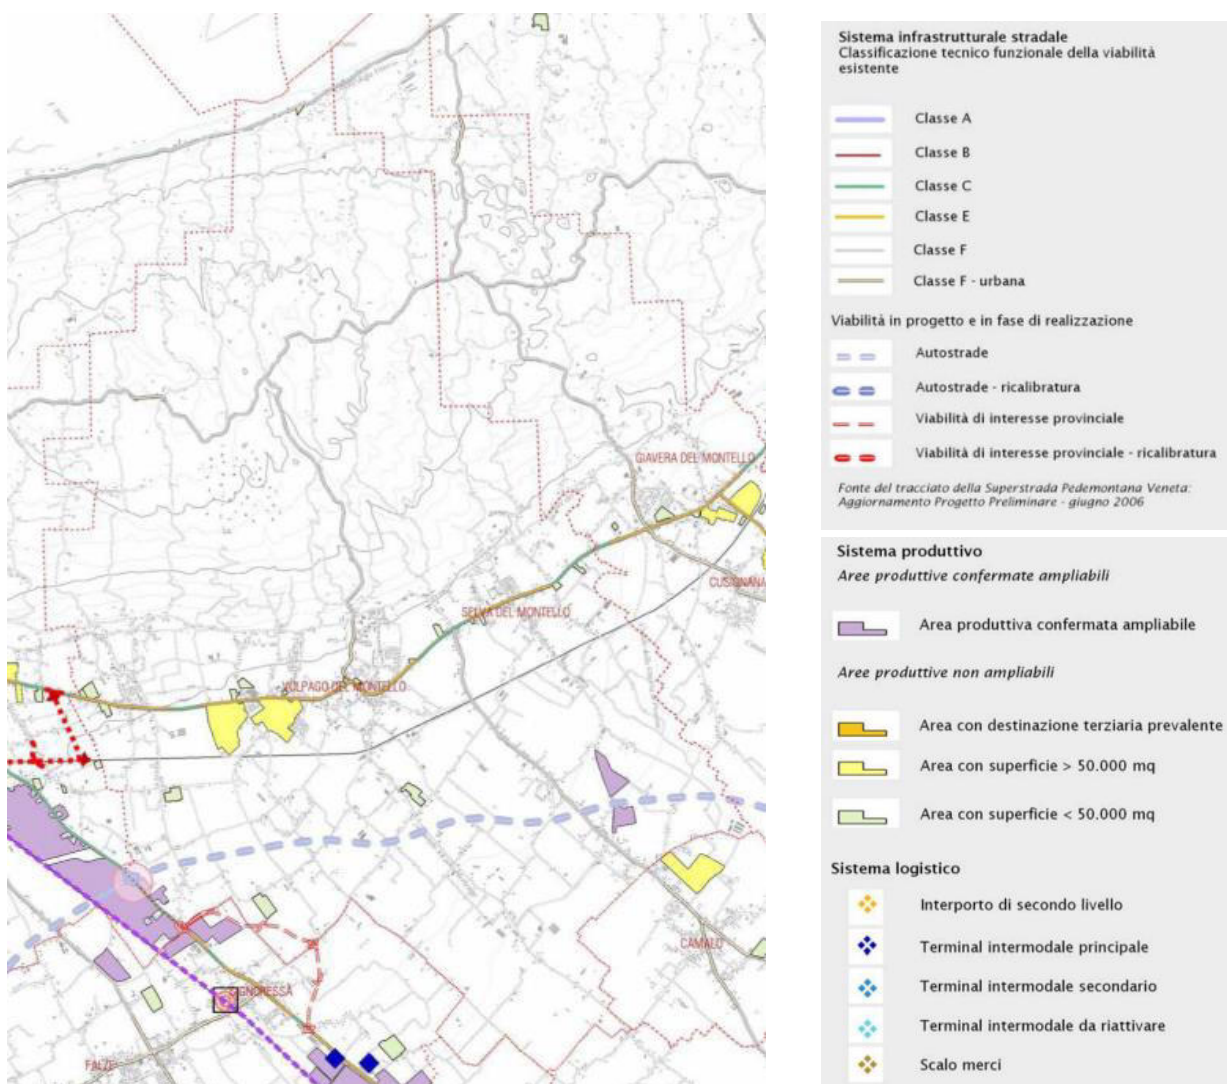 GIAVERA DEL MONTELLO
CUSIGNANA
SELVA DEL MONTELLO
VOLPAGO DEL MONTELLO
CAMALO
SIGNORESSA
FALZE
Sistema infrastrutturale stradale
Classificazione tecnico funzionale della viabilità
esistente
Classe A
Classe B
Classe C
Classe E
Classe F
Classe F - urbana
Viabilità in progetto e in fase di realizzazione
Autostrade
Autostrade - ricalibratura
Viabilità di interesse provinciale
Viabilità di interesse provinciale - ricalibratura
Fonte del tracciato della Superstrada Pedemontana Veneta:
Aggiornamento Progetto Preliminare - giugno 2006
Sistema produttivo
Aree produttive confermate ampliabili
Area produttiva confermata ampliabile
Aree produttive non ampliabili
Area con destinazione terziaria prevalente
Area con superficie > 50.000 mq
Area con superficie < 50.000 mq
Sistema logistico
Interporto di secondo livello
Terminal intermodale principale
Terminal intermodale secondario
Terminal intermodale da riattivare
Scalo merci